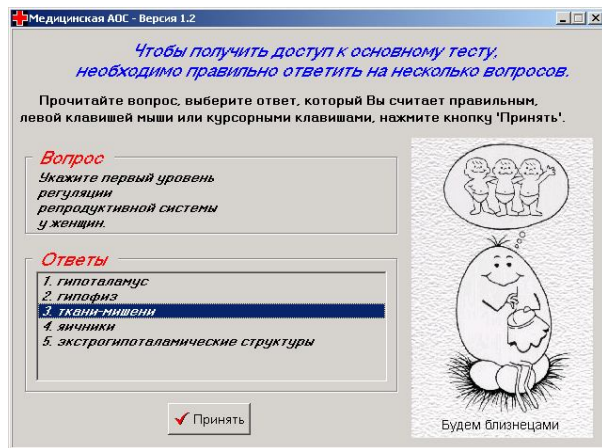 Медицинская АОС - Версия 1.2
Чтобы получить доступ к основному тесту,
необходимо правильно ответить на несколько вопросов.
Прочитайте вопрос, выберите ответ, который Вы считает правильным,
левой клавишей мыши или курсорными клавишами, нажмите кнопку 'Принять'.
Вопрос
Укажите первый уровень
регуляции
репродуктивной системы
у женщин.
Ответы
1. гипоталамус
2. гипофиз
3. ткани-мишени
4. яичники
5. экстрогипоталамические структуры
Принять
Будем близнецами